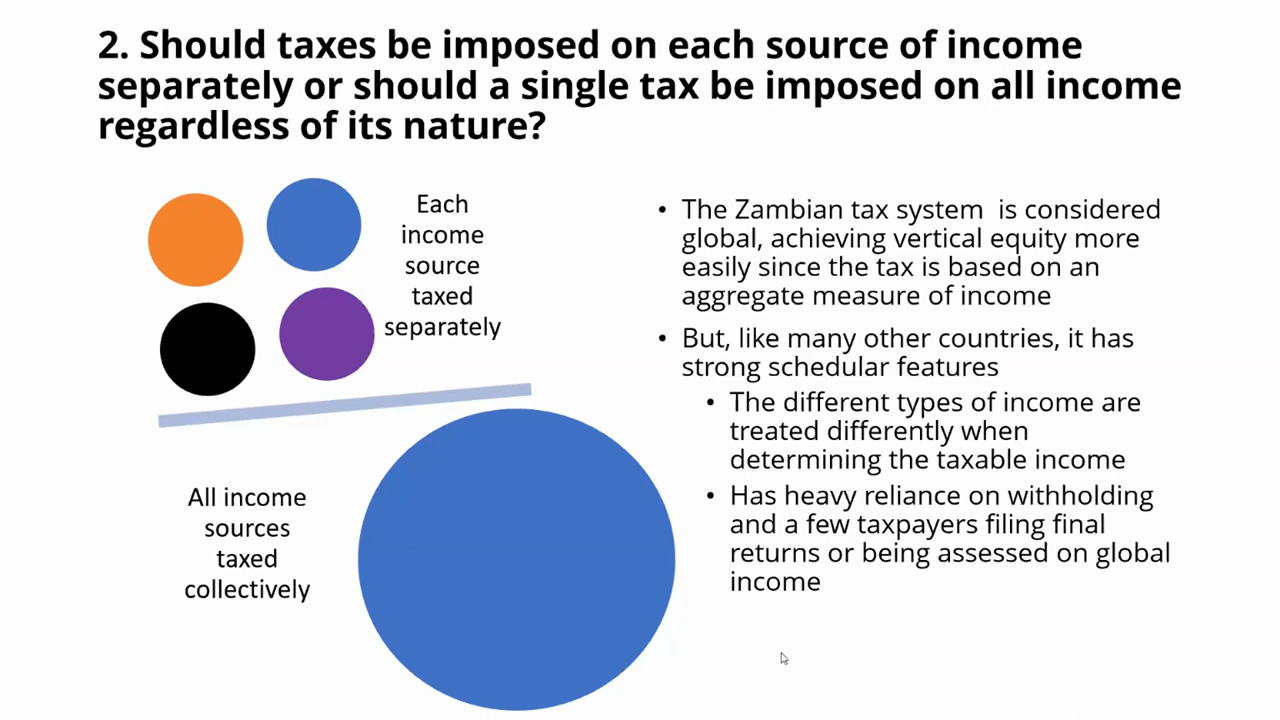 2. Should taxes be imposed on each source of income
separately or should a single tax be imposed on all income
regardless of its nature?
Each
income
source
taxed
separately
All income
sources
taxed
collectively
• The Zambian tax system  is considered
global, achieving vertical equity more
easily since the tax is based on an
aggregate measure of income
• But, like many other countries, it has
strong schedular features
• The different types of income are
treated differently when
determining the taxable income
• Has heavy reliance on withholding
and a few taxpayers filing final
returns or being assessed on global
income